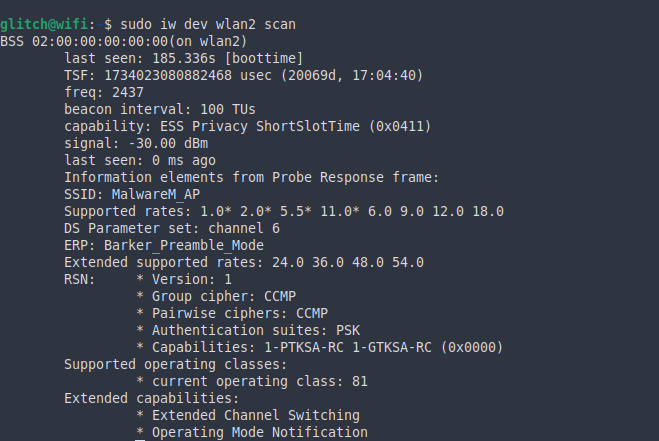 glitch@wifi:~$ sudo iw dev wlan2 scan
BSS 02:00:00:00:00:00(on wlan2)
last seen: 185.336s [boottime]
TSF: 1734023080882468 usec (20069d, 17:04:40)
freq: 2437
beacon interval: 100 TUs
capability: ESS Privacy ShortSlotTime (0x0411)
signal: -30.00 dBm
last seen: 0 ms ago
Information elements from Probe Response frame:
SSID: MalwareM_AP
Supported rates: 1.0* 2.0* 5.5* 11.0* 6.0 9.0 12.0 18.0
DS Parameter set: channel 6
ERP: Barker_Preamble_Mode
Extended supported rates: 24.0 36.0 48.0 54.0
RSN: * Version: 1
* Group cipher: CCMP
* Pairwise ciphers: CCMP
* Authentication suites: PSK
* Capabilities: 1-PTKSA-RC 1-GTKSA-RC (0x0000)
Supported operating classes:
* current operating class: 81
Extended capabilities:
* Extended Channel Switching
* Operating Mode Notification